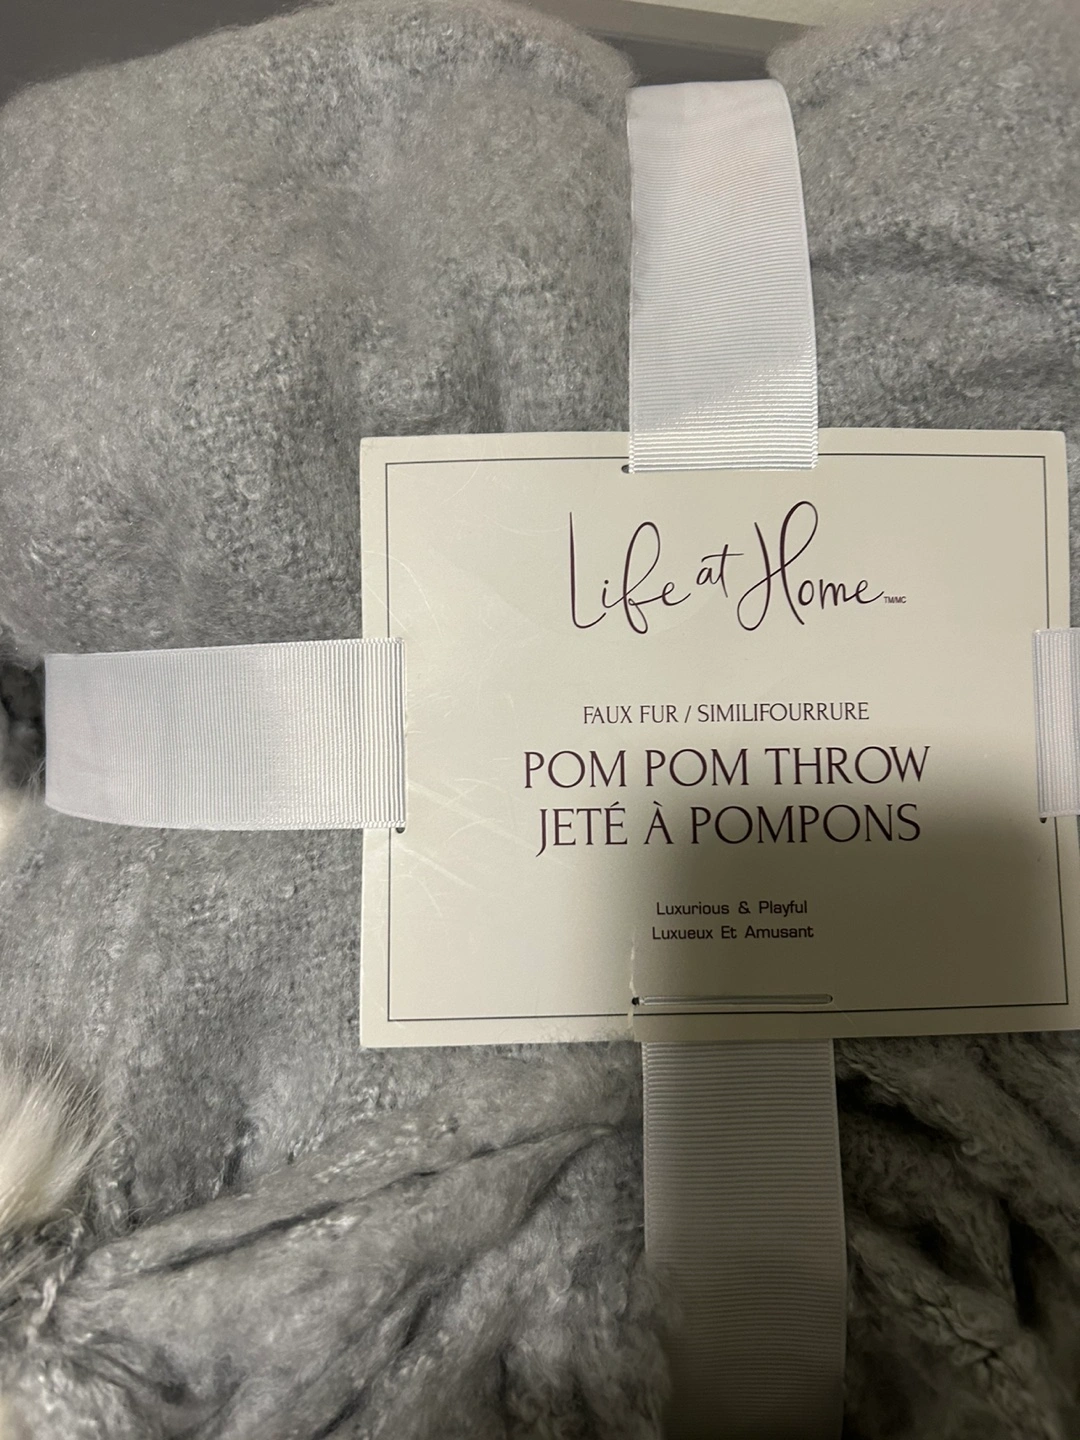 Life at Home TM/MC
FAUX FUR / SIMILIFOURRURE
POM POM THROW
JETÉ À POMPONS
Luxurious & Playful
Luxueux Et Amusant